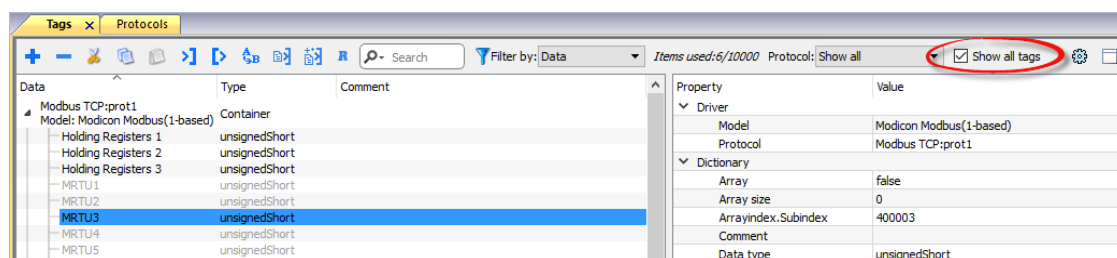 Tags x Protocols
AB R Search Filter by: Data Items used:6/10000 Protocol: Show all Show all tags
Data Type Comment Property Value
Modbus TCP:prot1
Model: Modicon Modbus(1-based) Container Driver
Holding Registers 1 unsignedShort Model Modicon Modbus(1-based)
Holding Registers 2 unsignedShort Protocol Modbus TCP:prot1
Holding Registers 3 unsignedShort Dictionary
MRTU1 unsignedShort Array false
MRTU2 unsignedShort Array size 0
MRTU3 unsignedShort Arrayindex.Subindex 400003
MRTU4 unsignedShort Comment
MRTU5 unsignedShort Data type unsignedShort